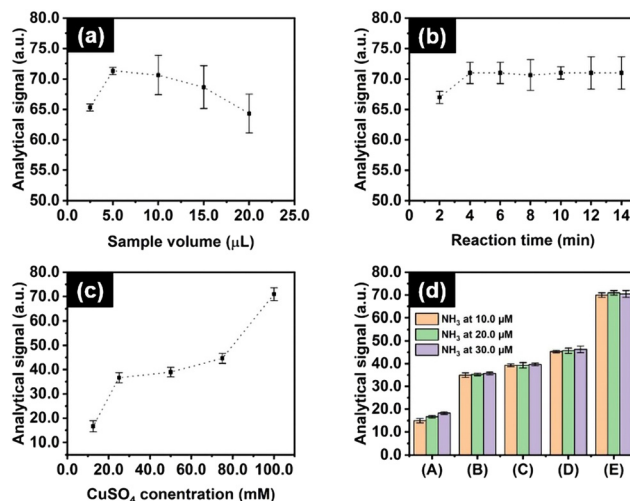 (a)
80.0
75.0
70.0
65.0
60.0
55.0
50.0
0.0 5.0 10.0 15.0 20.0 25.0
Analytical signal (a.u.)
Sample volume (μL)
(b)
80.0
75.0
70.0
65.0
60.0
55.0
50.0
0 2 4 6 8 10 12 14
Analytical signal (a.u.)
Reaction time (min)
(c)
80.0
70.0
60.0
50.0
40.0
30.0
20.0
10.0
0.0 20.0 40.0 60.0 80.0 100.0
Analytical signal (a.u.)
CuSO₄ conentration (mM)
(d)
80.0
70.0
60.0
50.0
40.0
30.0
20.0
10.0
0.0
NH₃ at 10.0 μM
NH₃ at 20.0 μM
NH₃ at 30.0 μM
(A) (B) (C) (D) (E)
Analytical signal (a.u.)